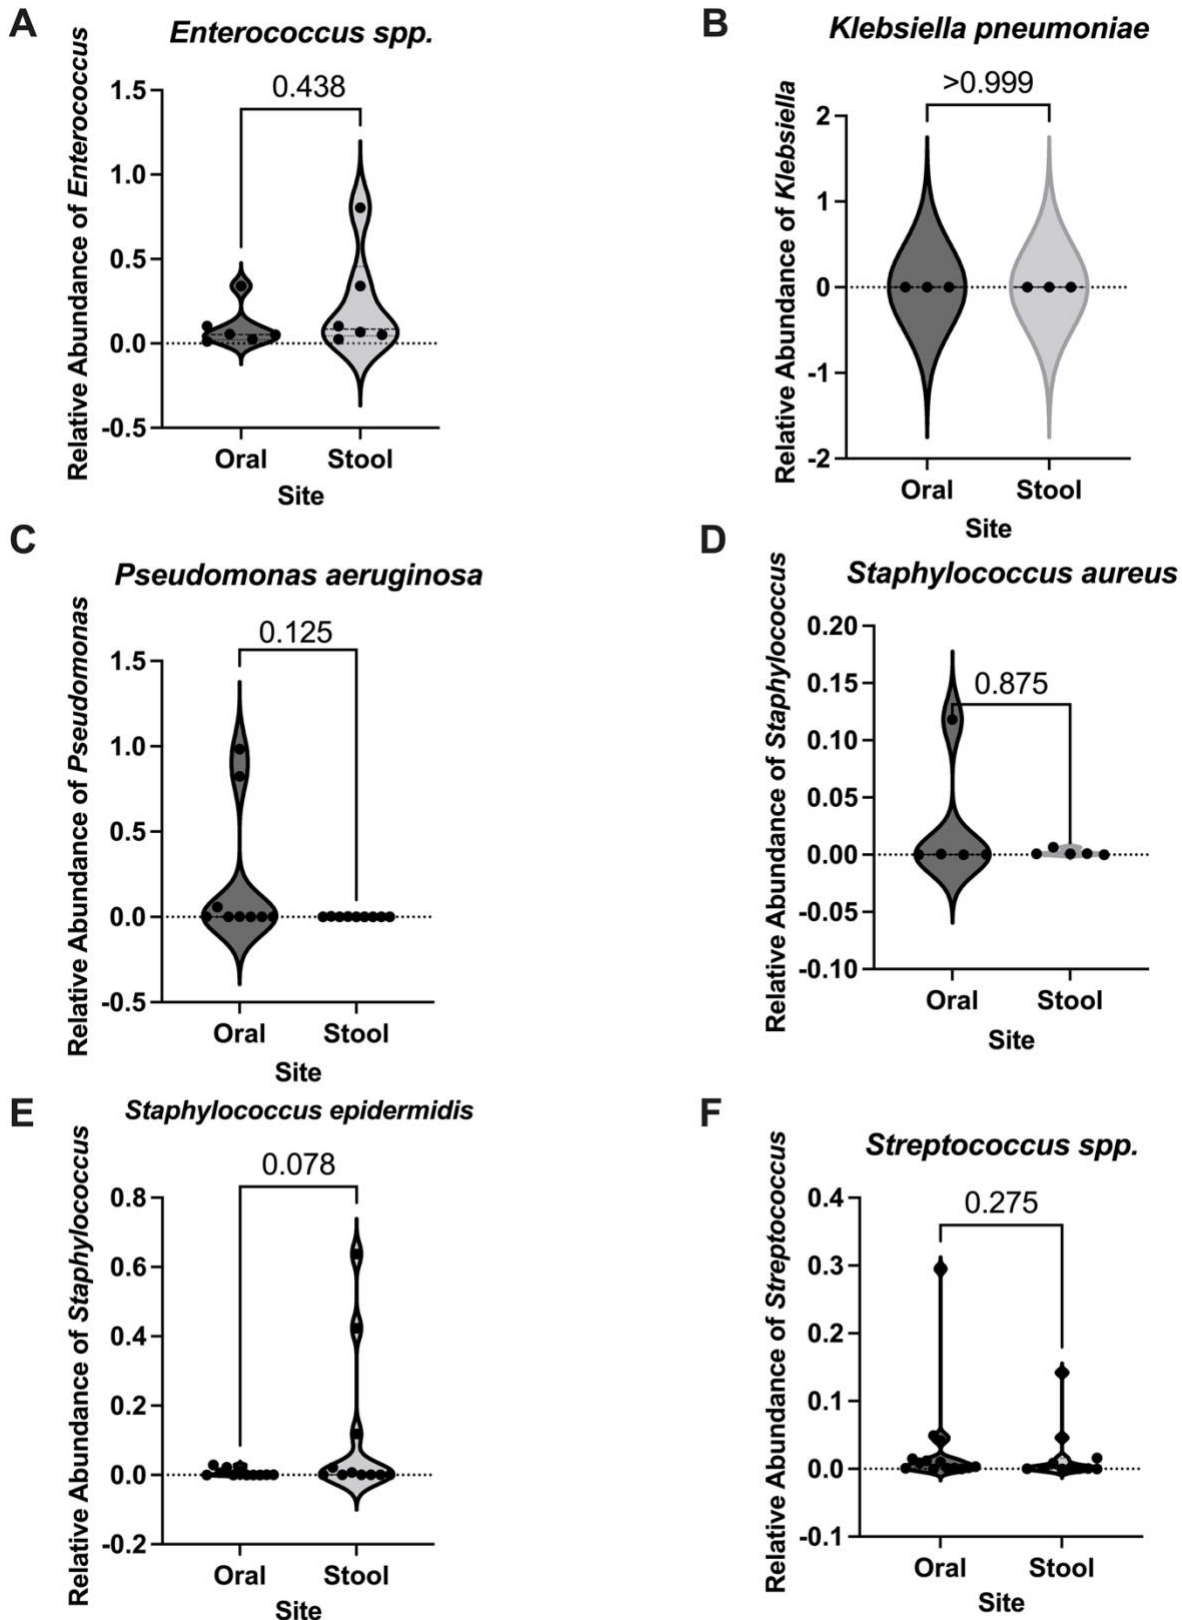 A
Enterococcus spp.
Relative Abundance of Enterococcus
0.438
1.5
1.0
0.5
0.0
-0.5
Oral
Stool
Site
B
Klebsiella pneumoniae
Relative Abundance of Klebsiella
>0.999
2
1
0
-1
-2
Oral
Stool
Site
C
Pseudomonas aeruginosa
Relative Abundance of Pseudomonas
0.125
1.5
1.0
0.5
0.0
-0.5
Oral
Stool
Site
D
Staphylococcus aureus
Relative Abundance of Staphylococcus
0.875
0.20
0.15
0.10
0.05
0.00
-0.05
-0.10
Oral
Stool
Site
E
Staphylococcus epidermidis
Relative Abundance of Staphylococcus
0.078
0.8
0.6
0.4
0.2
0.0
-0.2
Oral
Stool
Site
F
Streptococcus spp.
Relative Abundance of Streptococcus
0.275
0.4
0.3
0.2
0.1
0.0
-0.1
Oral
Stool
Site